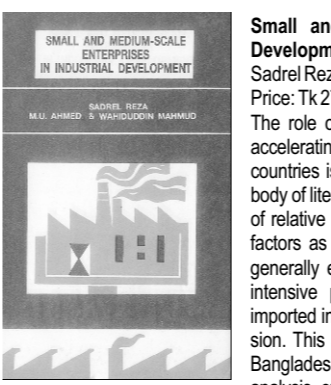 SMALL AND MEDIUM-SCALE
ENTERPRISES
IN INDUSTRIAL DEVELOPMENT
SADREL REZA
M.U. AHMED & WAHIDUDDIN MAHMUD
Small an
Developm
Sadrel Rez
Price: Tk 2
The role o
acceleratin
countries is
body of lite
of relative
factors as
generally e
intensive p
imported in
sion. This
Banglades